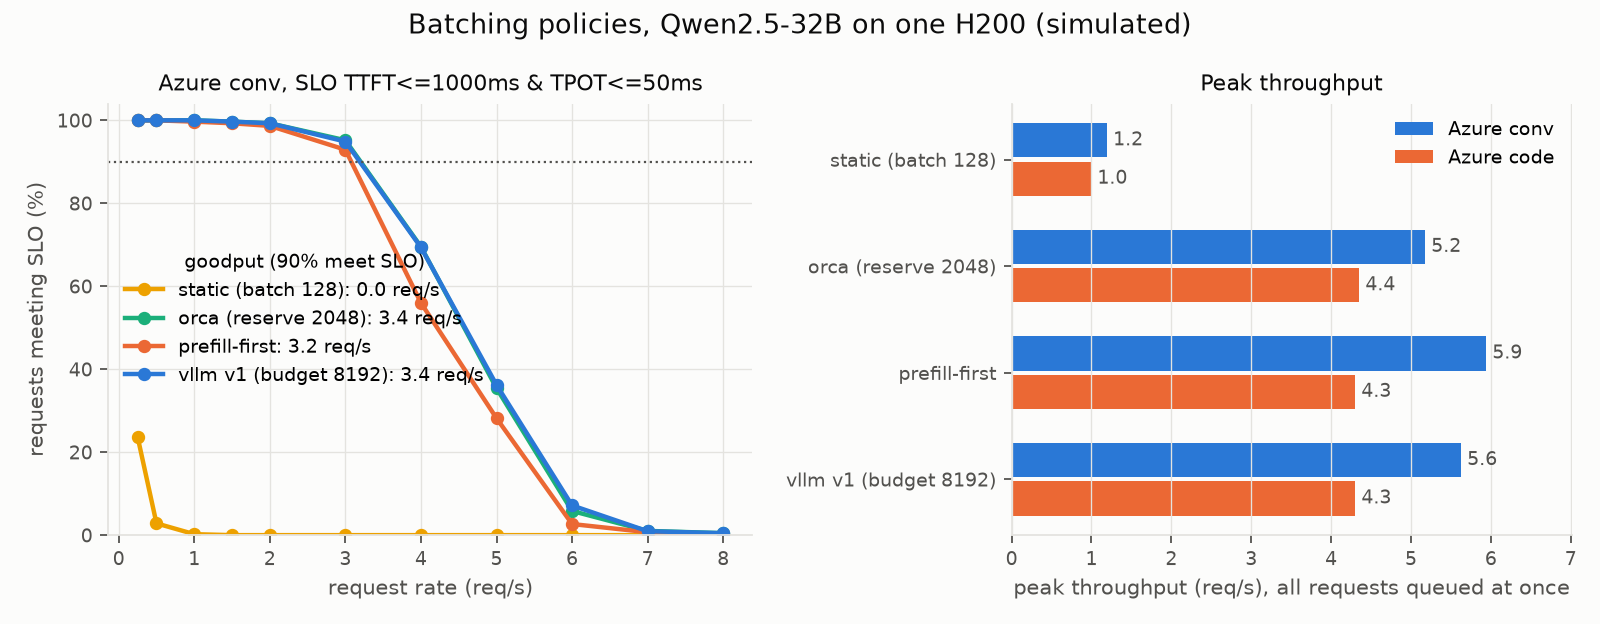 Batching policies, Qwen2.5-32B on one H200 (simulated)
Azure conv, SLO TTFT<=1000ms & TPOT<=50ms
requests meeting SLO (%)
100
80
60
40
20
0
goodput (90% meet SLO)
static (batch 128): 0.0 req/s
orca (reserve 2048): 3.4 req/s
prefill-first: 3.2 req/s
vllm v1 (budget 8192): 3.4 req/s
0 1 2 3 4 5 6 7 8
request rate (req/s)
Peak throughput
Azure conv
Azure code
static (batch 128)
1.2
1.0
orca (reserve 2048)
5.2
4.4
prefill-first
5.9
4.3
vllm v1 (budget 8192)
5.6
4.3
0 1 2 3 4 5 6 7
peak throughput (req/s), all requests queued at once